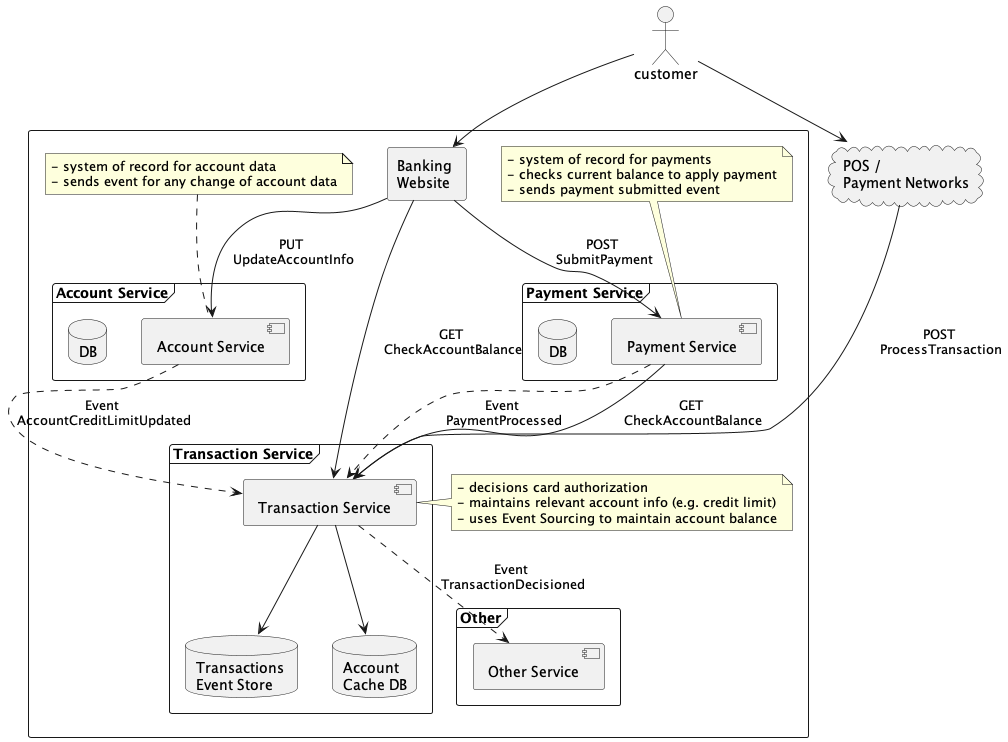 customer
- system of record for account data
- sends event for any change of account data
Banking
Website
- system of record for payments
- checks current balance to apply payment
- sends payment submitted event
POS /
Payment Networks
PUT
UpdateAccountInfo
POST
SubmitPayment
Account Service
DB
Account Service
Payment Service
DB
Payment Service
GET
CheckAccountBalance
POST
ProcessTransaction
Event
AccountCreditLimitUpdated
Event
PaymentProcessed
GET
CheckAccountBalance
Transaction Service
Transaction Service
- decisions card authorization
- maintains relevant account info (e.g. credit limit)
- uses Event Sourcing to maintain account balance
Event
TransactionDecisioned
Other
Other Service
Transactions
Event Store
Account
Cache DB